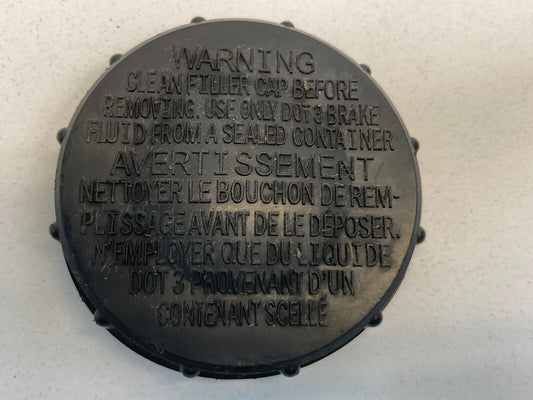 WARNING
CLEAN FILLER CAP BEFORE
REMOVING. USE ONLY DOT 3 BRAKE
FLUID FROM A SEALED CONTAINER
AVERTISSEMENT
NETTOYER LE BOUCHON DE REM-
PLISSAGE AVANT DE LE DÉPOSER.
N'EMPLOYER QUE DU LIQUIDE
DOT 3 PROVENANT D'UN
CONTENANT SCELLÉ